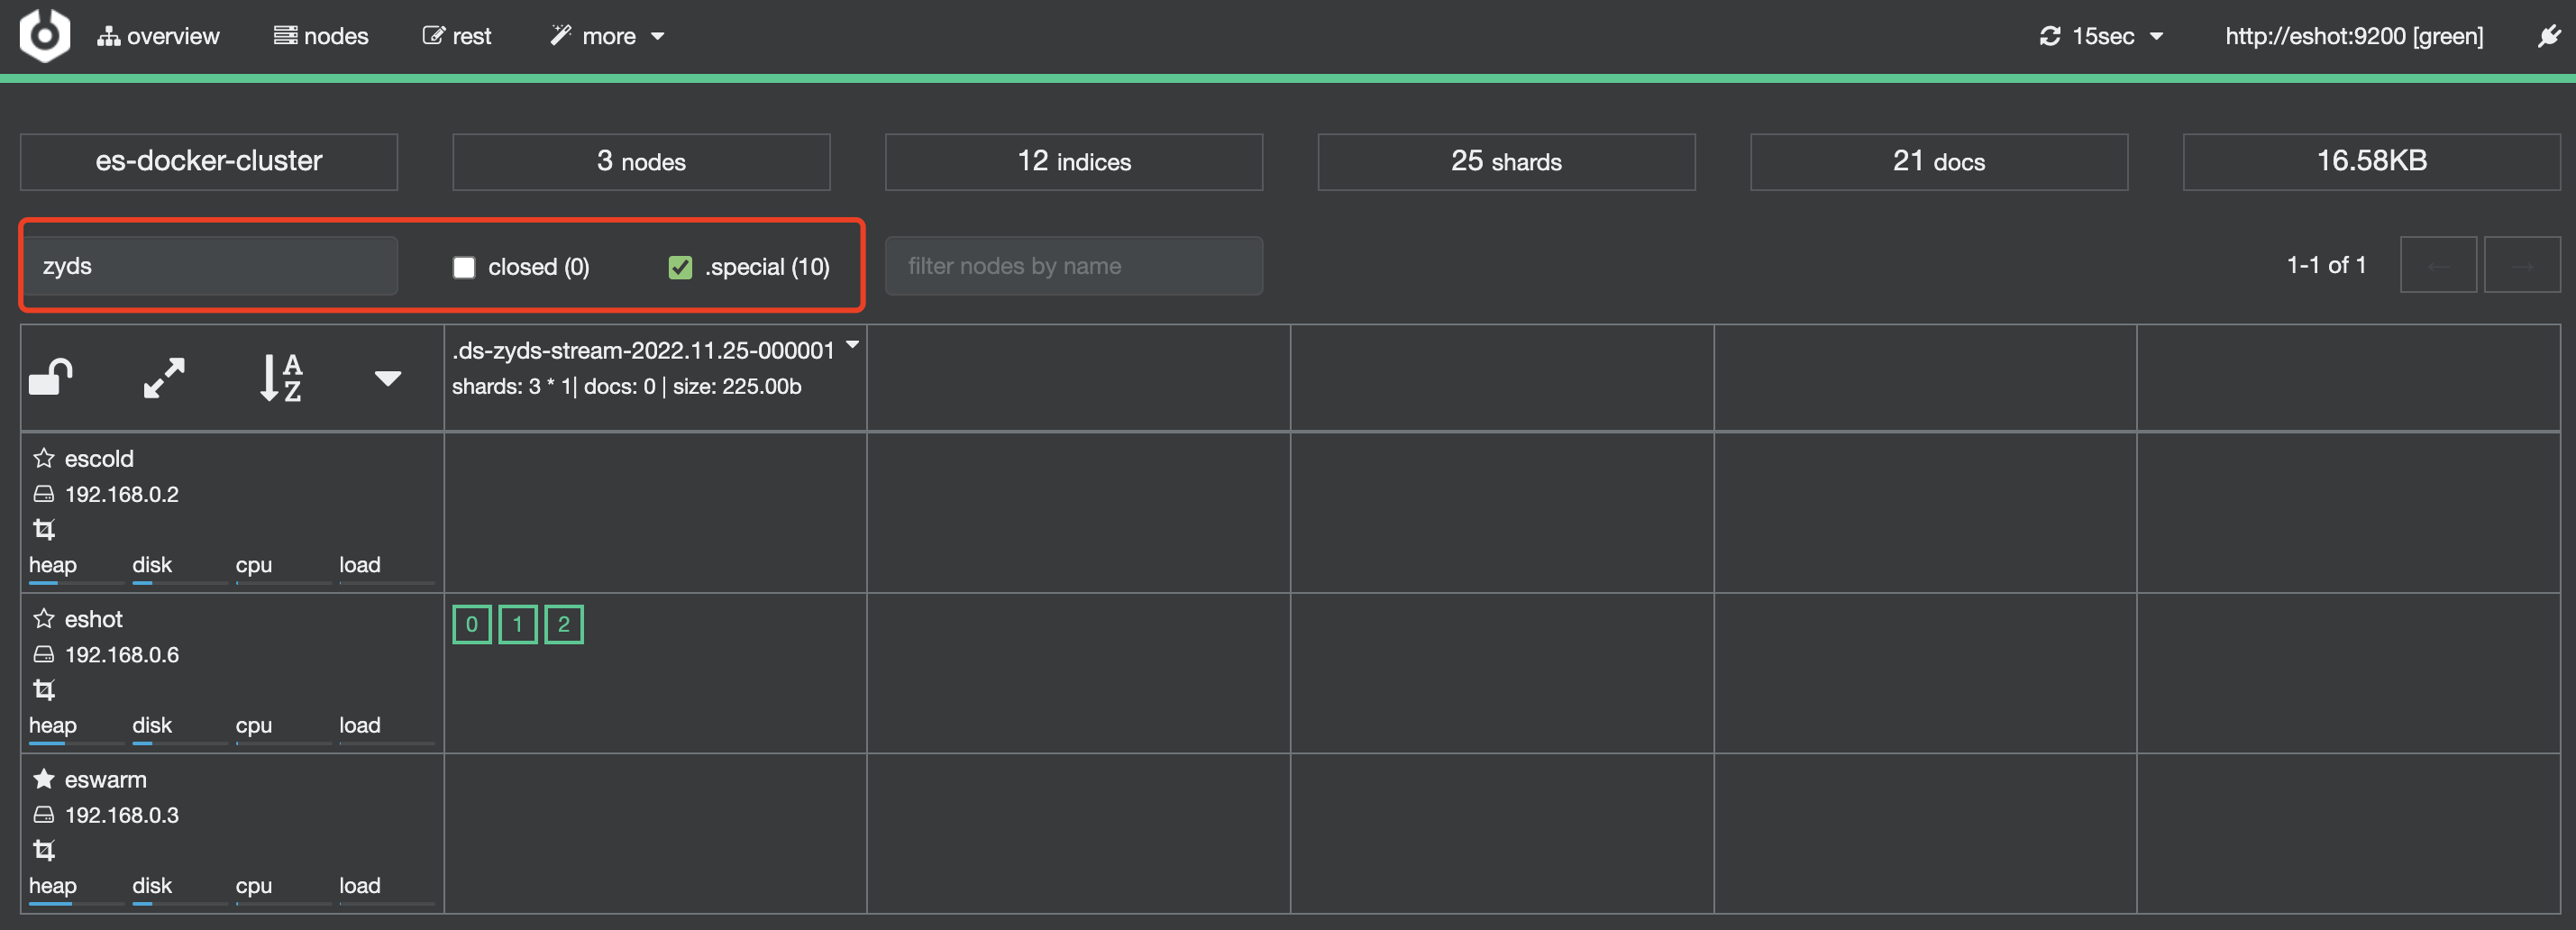 overview nodes rest more 15sec http://eshot:9200 [green]
es-docker-cluster 3 nodes 12 indices 25 shards 21 docs 16.58KB
zyds closed (0) .special (10) filter nodes by name 1-1 of 1 ← →
.ds-zyds-stream-2022.11.25-000001
shards: 3 * 1| docs: 0 | size: 225.00b
A
Z
escold
192.168.0.2
heap disk cpu load
eshot
192.168.0.6
heap disk cpu load
0 1 2
eswarm
192.168.0.3
heap disk cpu load